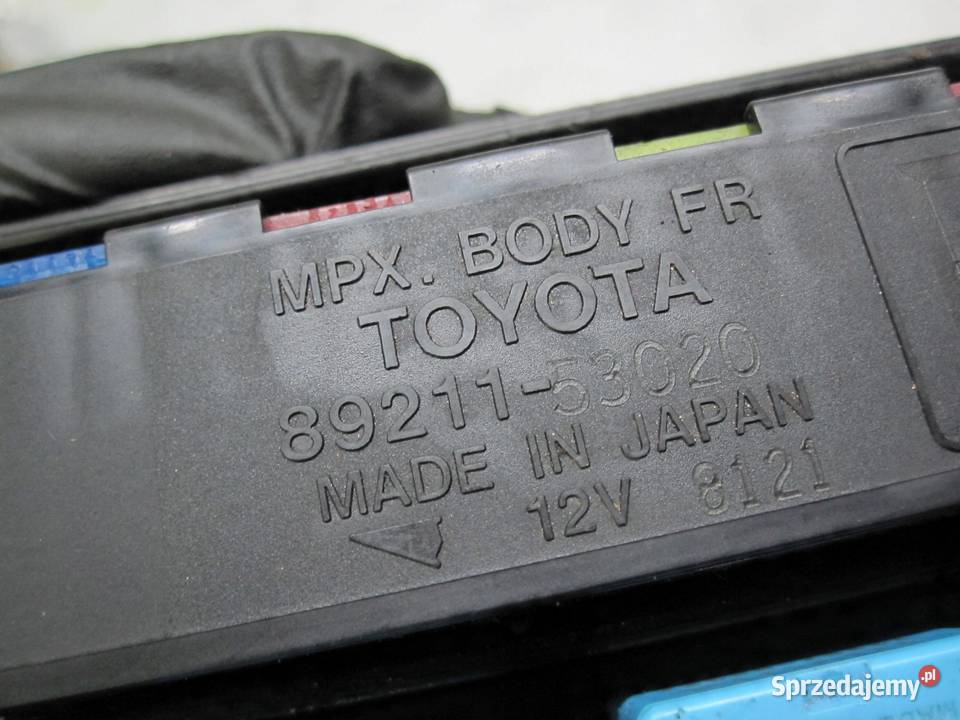 MPX. BODY FR
TOYOTA
89211-53020
MADE IN JAPAN
12V 8121
Sprzedajemy.pl